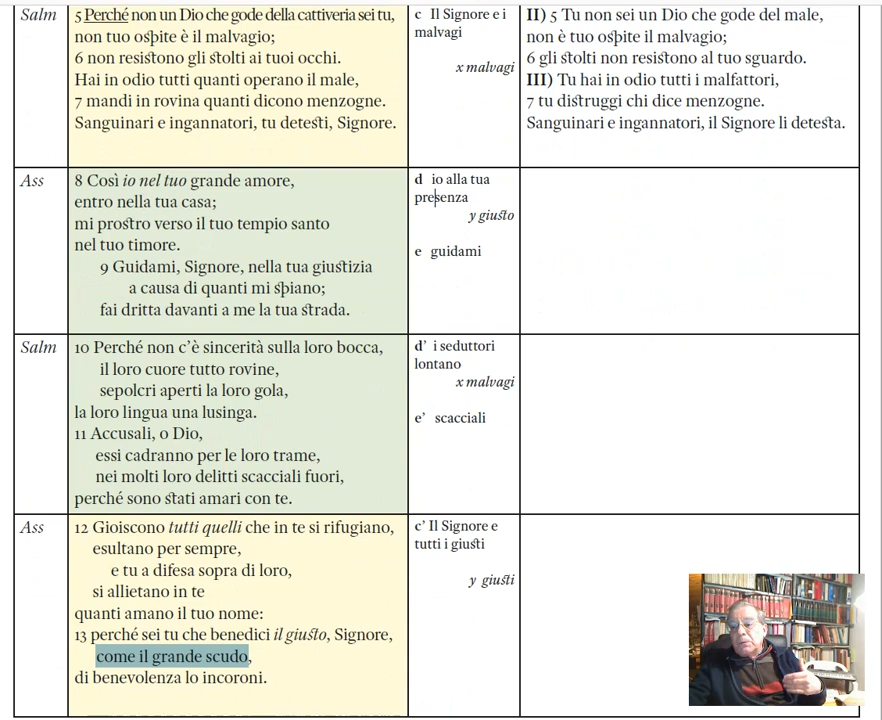 Salm
5 Perché non un Dio che gode della cattiveria sei tu,
non tuo ospite è il malvagio;
6 non resistono gli stolti ai tuoi occhi.
Hai in odio tutti quanti operano il male,
7 mandi in rovina quanti dicono menzogne.
Sanguinari e ingannatori, tu detesti, Signore.
c Il Signore e i
malvagi
x malvagi
II) 5 Tu non sei un Dio che gode del male,
non è tuo ospite il malvagio;
6 gli stolti non resistono al tuo sguardo.
III) Tu hai in odio tutti i malfattori,
7 tu distruggi chi dice menzogne.
Sanguinari e ingannatori, il Signore li detesta.
Ass
8 Così io nel tuo grande amore,
entro nella tua casa;
mi prostro verso il tuo tempio santo
nel tuo timore.
9 Guidami, Signore, nella tua giustizia
a causa di quanti mi spiano;
fai dritta davanti a me la tua strada.
d io alla tua
presenza
y giusto
e guidami
Salm
10 Perché non c'è sincerità sulla loro bocca,
il loro cuore tutto rovine,
sepolcri aperti la loro gola,
la loro lingua una lusinga.
11 Accusali, o Dio,
essi cadranno per le loro trame,
nei molti loro delitti scacciali fuori,
perché sono stati amari con te.
d' i seduttori
lontano
x malvagi
e' scacciali
Ass
12 Gioiscono tutti quelli che in te si rifugiano,
esultano per sempre,
e tu a difesa sopra di loro,
si allietano in te
quanti amano il tuo nome:
13 perché sei tu che benedici il giusto, Signore,
come il grande scudo,
di benevolenza lo incoroni.
c' Il Signore e
tutti i giusti
y giusti